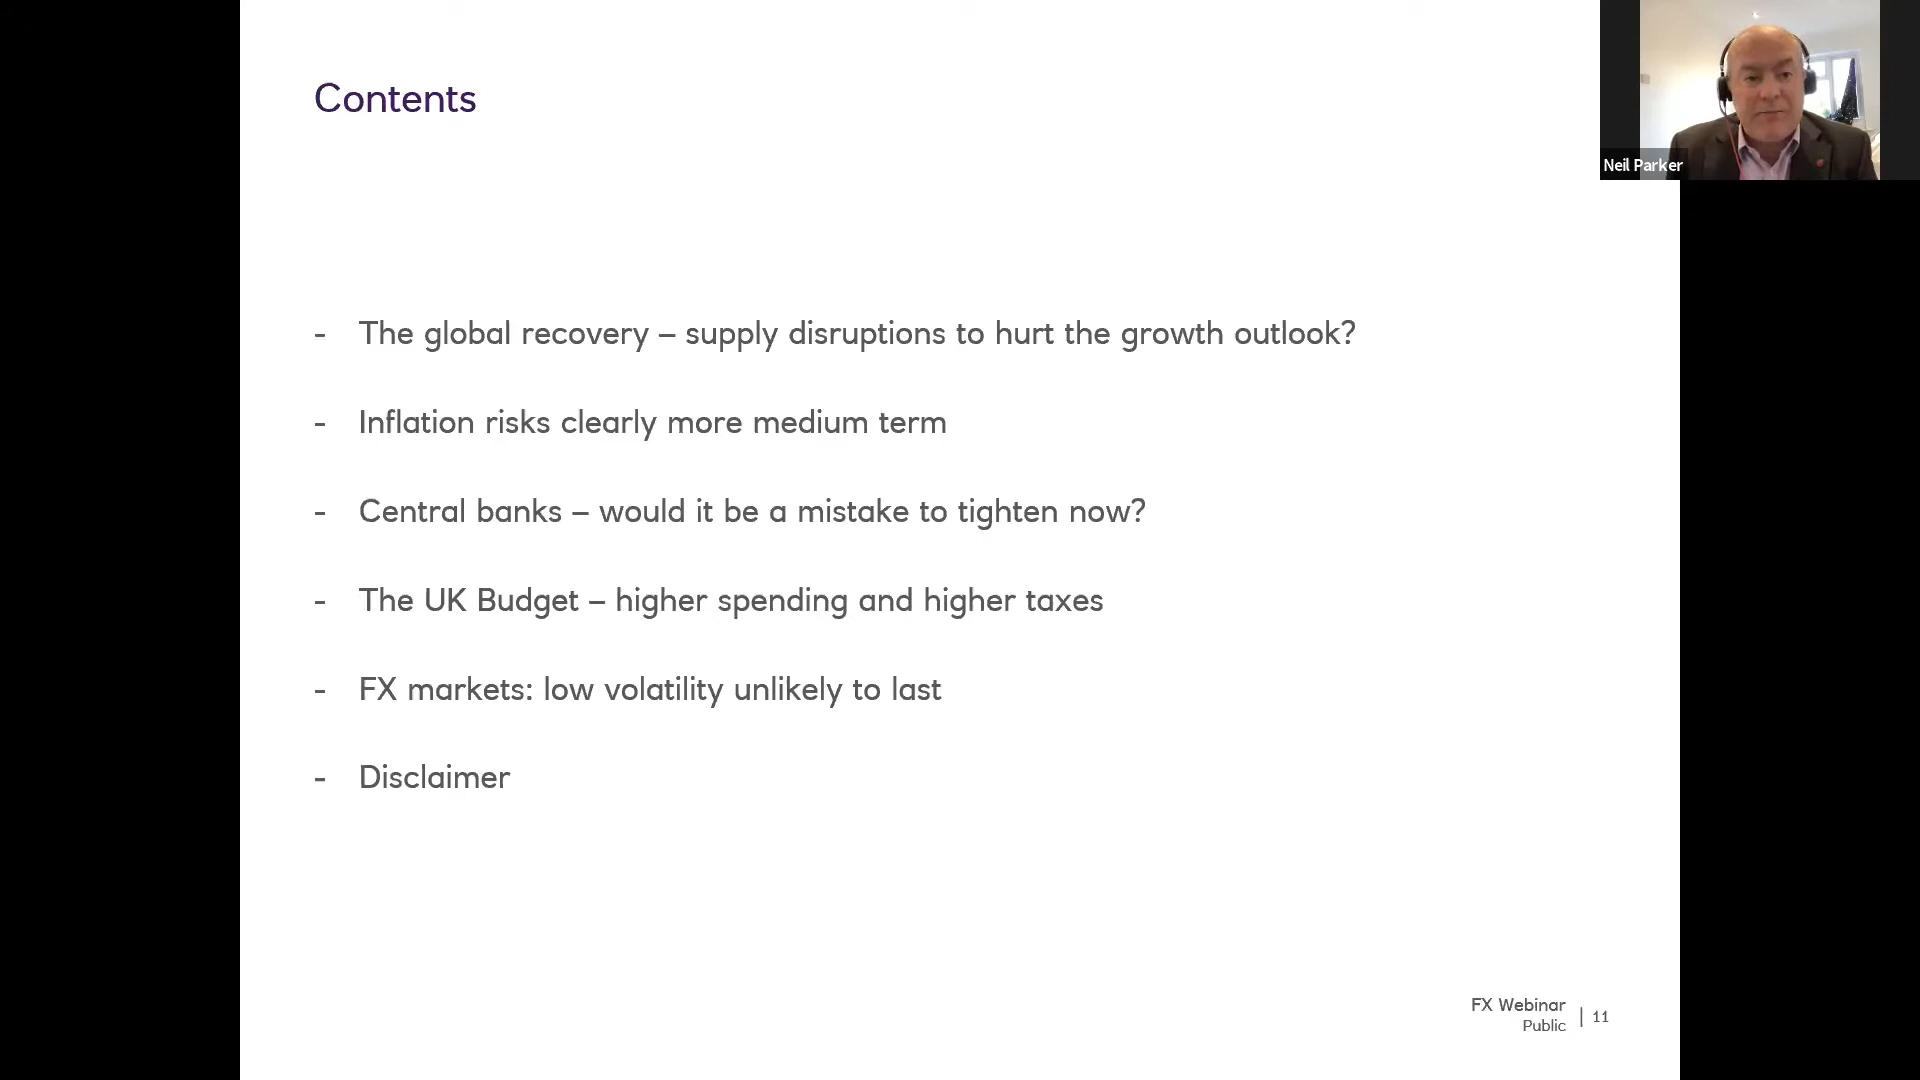 Contents
Neil Parker
- The global recovery – supply disruptions to hurt the growth outlook?
- Inflation risks clearly more medium term
- Central banks – would it be a mistake to tighten now?
- The UK Budget – higher spending and higher taxes
- FX markets: low volatility unlikely to last
- Disclaimer
FX Webinar
Public | 11